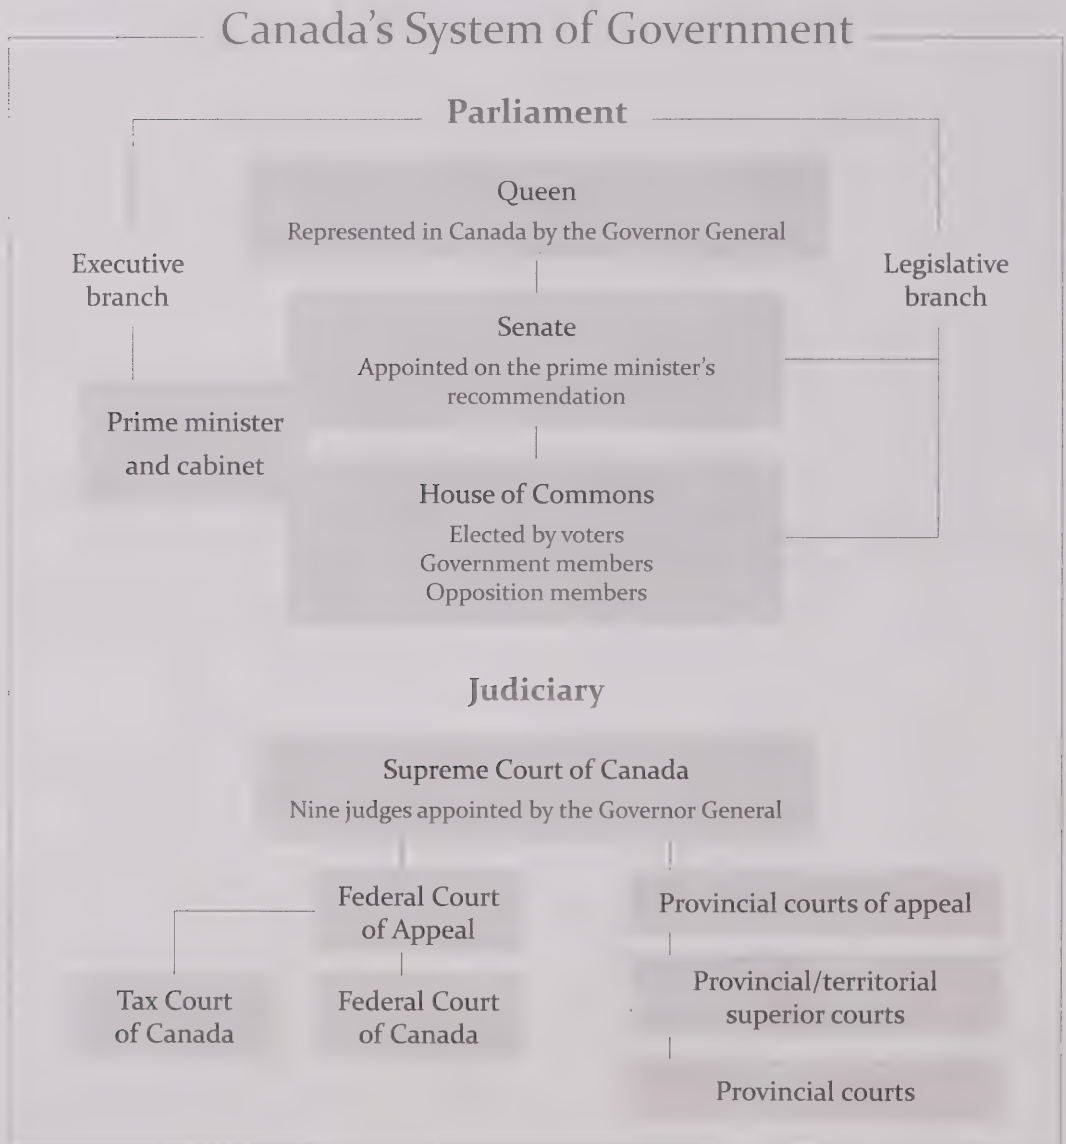 Canada's System of Government
Parliament
Queen
Represented in Canada by the Governor General
Executive
branch
Legislative
branch
Senate
Appointed on the prime minister's
recommendation
Prime minister
and cabinet
House of Commons
Elected by voters
Government members
Opposition members
Judiciary
Supreme Court of Canada
Nine judges appointed by the Governor General
Federal Court
of Appeal
Provincial courts of appeal
Tax Court
of Canada
Federal Court
of Canada
Provincial/territorial
superior courts
Provincial courts